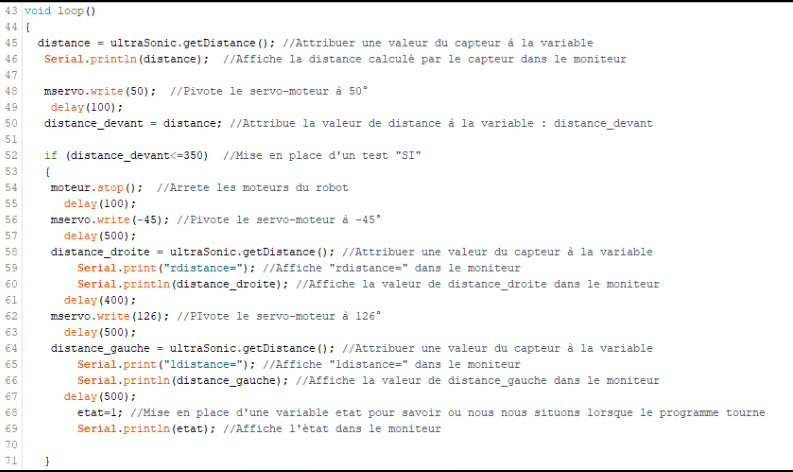 43 void loop()
44 {
45 distance = ultraSonic.getDistance(); //Attribuer une valeur du capteur à la variable
46 Serial.println(distance); //Affiche la distance calculé par le capteur dans le moniteur
47
48 mservo.write(50); //Pivote le servo-moteur à 50°
49 delay(100);
50 distance_devant = distance; //Attribue la valeur de distance à la variable : distance_devant
51
52 if (distance_devant<=350) //Mise en place d'un test "SI"
53 {
54 moteur.stop(); //Arrete les moteurs du robot
55 delay(100);
56 mservo.write(-45); //Pivote le servo-moteur à -45°
57 delay(500);
58 distance_droite = ultraSonic.getDistance(); //Attribuer une valeur du capteur à la variable
59 Serial.print("rdistance="); //Affiche "rdistance=" dans le moniteur
60 Serial.println(distance_droite); //Affiche la valeur de distance_droite dans le moniteur
61 delay(400);
62 mservo.write(126); //PIvote le servo-moteur à 126°
63 delay(500);
64 distance_gauche = ultraSonic.getDistance(); //Attribuer une valeur du capteur à la variable
65 Serial.print("ldistance="); //Affiche "ldistance=" dans le moniteur
66 Serial.println(distance_gauche); //Affiche la valeur de distance_gauche dans le moniteur
67 delay(500);
68 etat=1; //Mise en place d'une variable etat pour savoir ou nous nous situons lorsque le programme tourne
69 Serial.println(etat); //Affiche l'état dans le moniteur
70
71 }